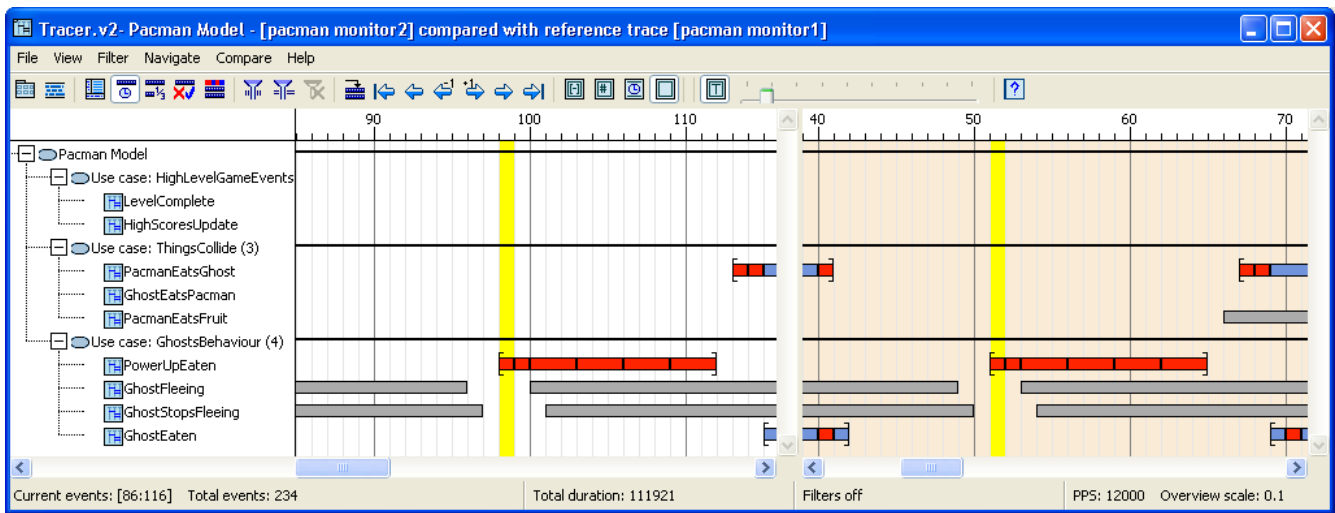 Tracer.v2- Pacman Model - [pacman monitor2] compared with reference trace [pacman monitor1]
File View Filter Navigate Compare Help
90 100 110 40 50 60 70
Pacman Model
Use case: HighLevelGameEvents
LevelComplete
HighScoresUpdate
Use case: ThingsCollide (3)
PacmanEatsGhost
GhostEatsPacman
PacmanEatsFruit
Use case: GhostsBehaviour (4)
PowerUpEaten
GhostFleeing
GhostStopsFleeing
GhostEaten
Current events: [86:116] Total events: 234 Total duration: 111921 Filters off PPS: 12000 Overview scale: 0.1